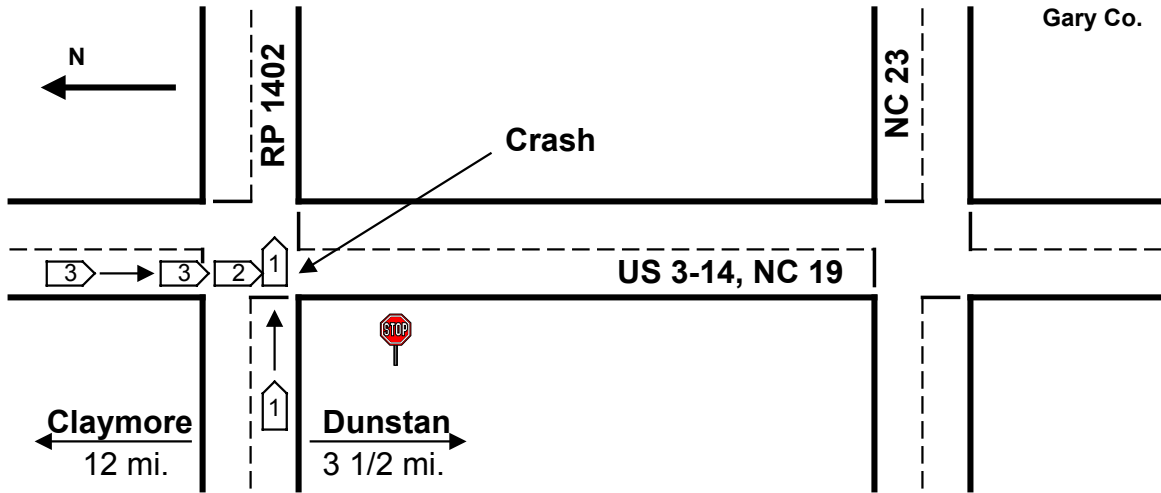 Gary Co.
N
RP 1402
NC 23
Crash
3
3
2
1
US 3-14, NC 19
STOP
1
Claymore
12 mi.
Dunstan
3 1/2 mi.